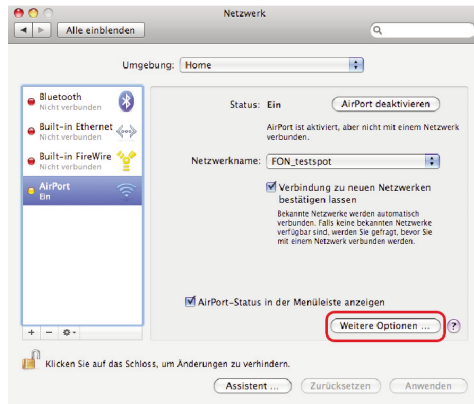 Netzwerk
Alle einblenden
Umgebung: Home
Bluetooth
Nicht verbunden
Built-in Ethernet
Nicht verbunden
Built-in FireWire
Nicht verbunden
AirPort
Ein
Status: Ein
AirPort deaktivieren
AirPort ist aktiviert, aber nicht mit einem Netzwerk
verbunden.
Netzwerkname: FON_testspot
Verbindung zu neuen Netzwerken
bestätigen lassen
Bekannte Netzwerke werden automatisch
verbunden. Falls keine bekannten Netzwerke
verfügbar sind, werden Sie gefragt, bevor Sie
mit einem Netzwerk verbunden werden.
AirPort-Status in der Menüleiste anzeigen
Weitere Optionen ... ?
+ −
Klicken Sie auf das Schloss, um Änderungen zu verhindern.
Assistent ... Zurücksetzen Anwenden